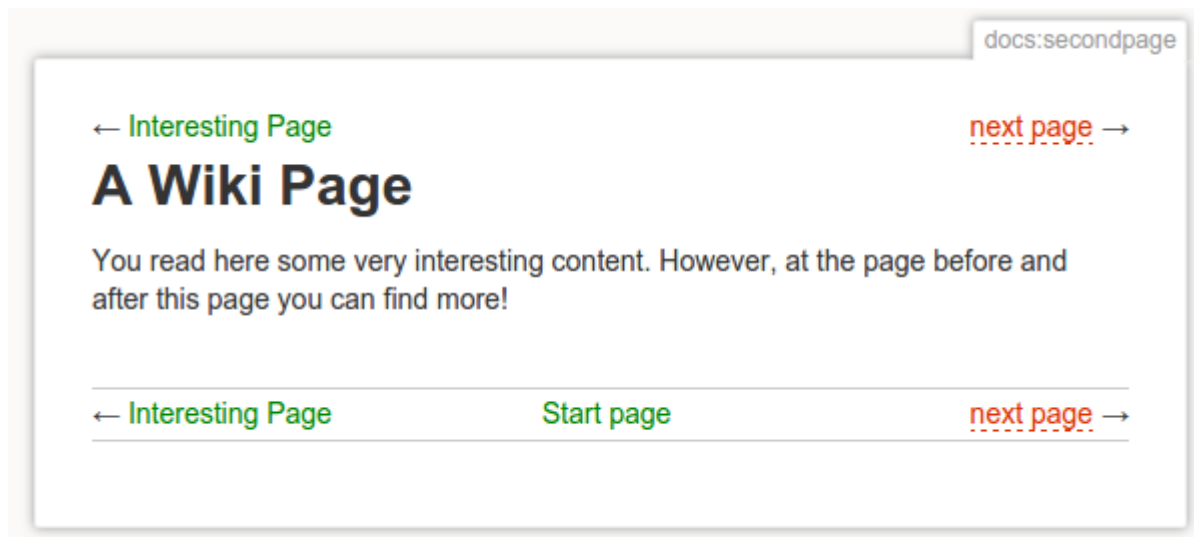 docs:secondpage
← Interesting Page next page →
A Wiki Page
You read here some very interesting content. However, at the page before and
after this page you can find more!
← Interesting Page Start page next page →